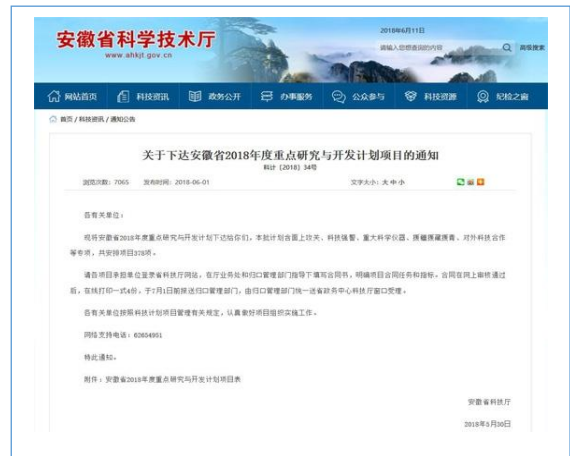 安徽省科学技术厅
www.ahkjt.gov.cn
2018年6月11日
请输入您想查询的内容
高级搜索
网站首页 科技资讯 政务公开 办事服务 公众参与 科技资源 纪检之窗
首页 / 科技资讯 / 通知公告
关于下达安徽省2018年度重点研究与开发计划项目的通知
科计〔2018〕34号
浏览次数：7065 发布时间：2018-06-01 文字大小：大 中 小
各有关单位：
现将安徽省2018年度重点研究与开发计划下达给你们，本批计划含面上攻关、科技强警、重大科学仪器、援疆援藏援青、对外科技合作
等专项，共安排项目378项。
请各项目承担单位登录省科技厅网站，在厅业务处和归口管理部门指导下填写合同书，明确项目合同任务和指标。合同在网上审核通过
后，在线打印一式4份，于7月1日前报送归口管理部门，由归口管理部门统一送省政务中心科技厅窗口受理。
各有关单位按照科技计划项目管理有关规定，认真做好项目组织实施工作。
网络支持电话：62654951
特此通知。
附件：安徽省2018年度重点研究与开发计划项目表
安徽省科技厅
2018年5月30日